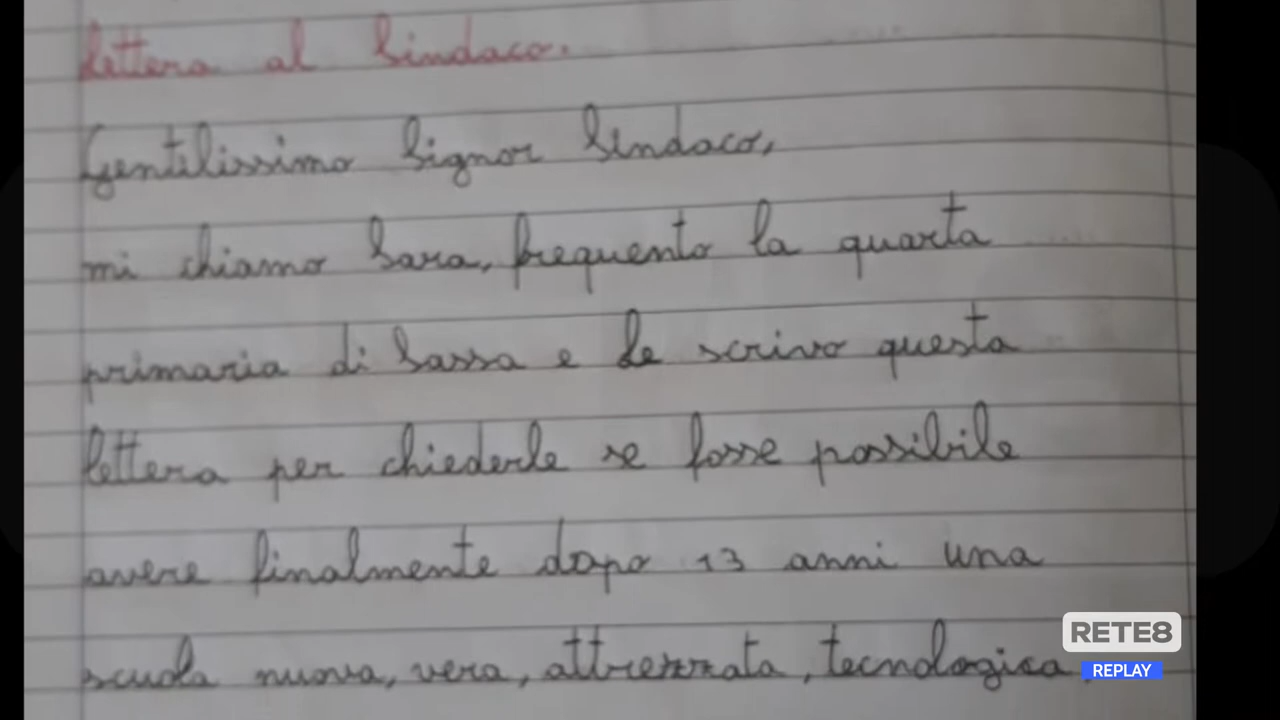 Lettera al Sindaco.
Gentilissimo Signor Sindaco,
mi chiamo Sara, frequento la quarta
primaria di Sassa e Le scrivo questa
lettera per chiederle se fosse possibile
avere finalmente dopo 13 anni una
scuola nuova, vera, attrezzata, tecnologica,
RETE8
REPLAY